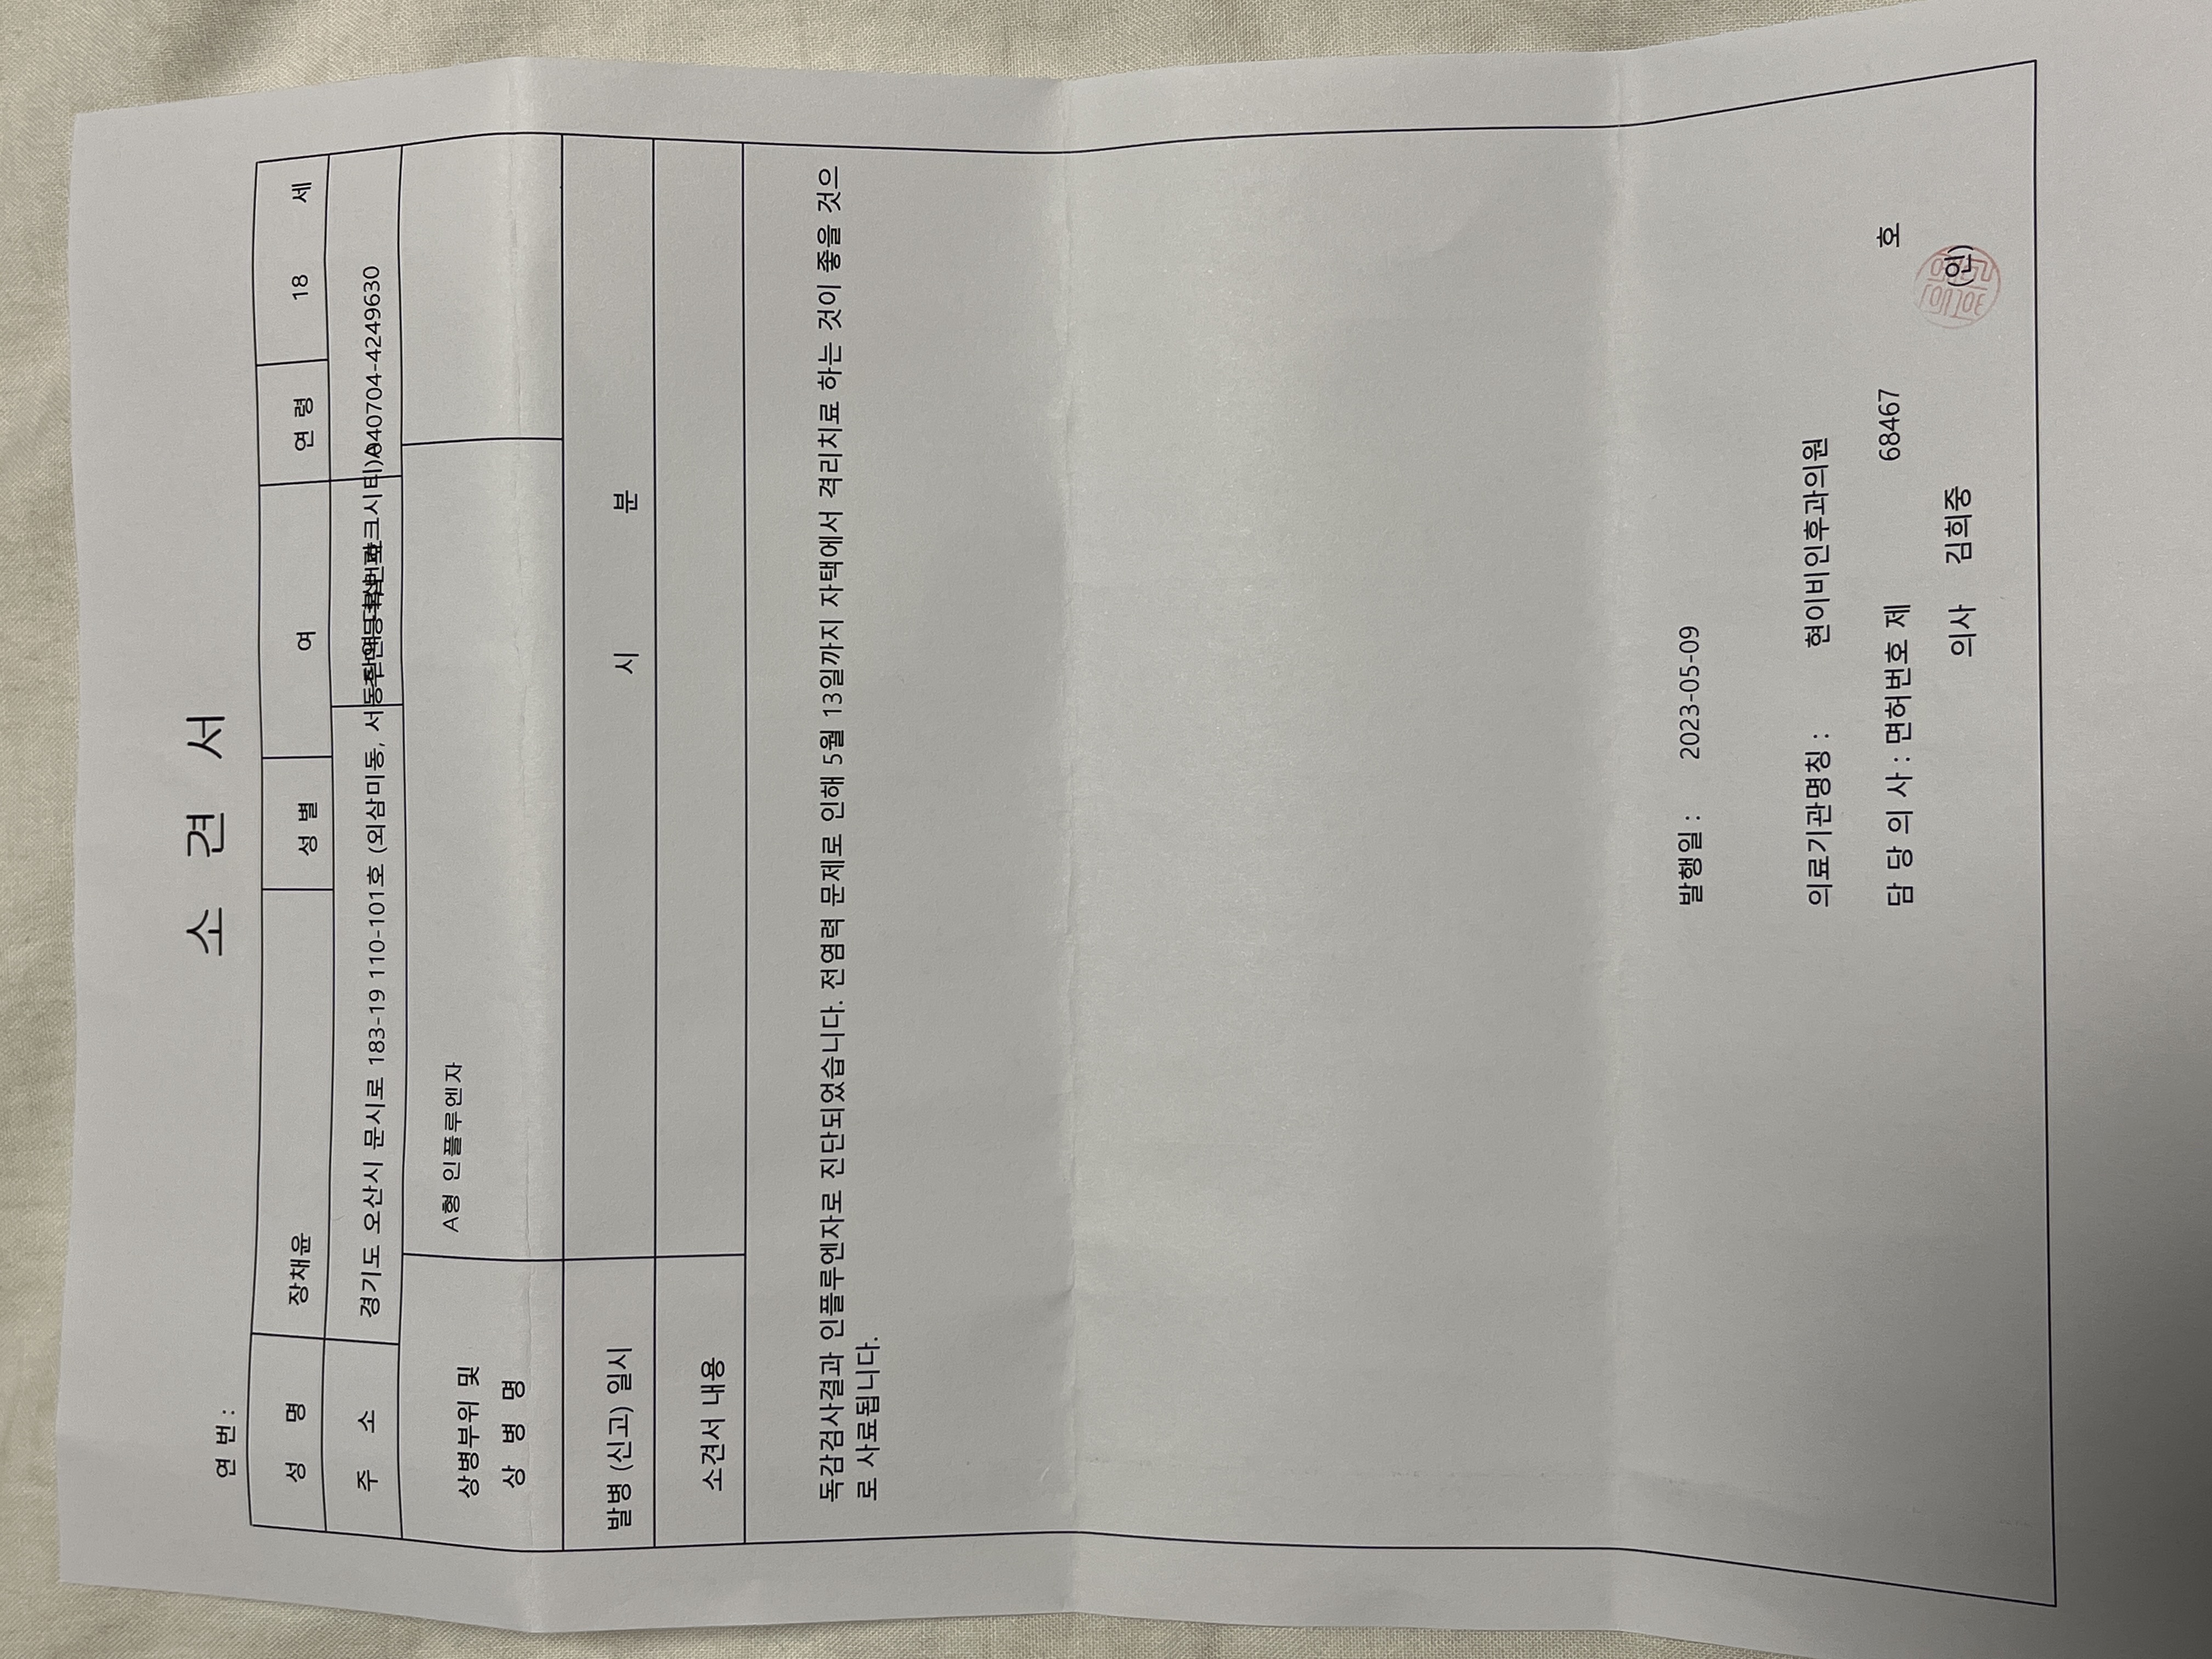 소 견 서
연 번 :
성 명 장채윤 성 별 여 연 령 18 세
주 소 경기도 오산시 문시로 183-19 110-101호 (외삼미동, 서동탄역 파크시티) 040704-4249630
상병부위 및
상 병 명 A형 인플루엔자
발병 (신고) 일시 시 분
소견서 내용
독감검사결과 인플루엔자로 진단되었습니다. 전염력 문제로 인해 5월 13일까지 자택에서 격리치료 하는 것이 좋을 것으
로 사료됩니다.
발행일 : 2023-05-09
의료기관명칭 : 현이비인후과의원
담 당 의 사 : 면허번호 제 68467 호
의사 김희중 (인)